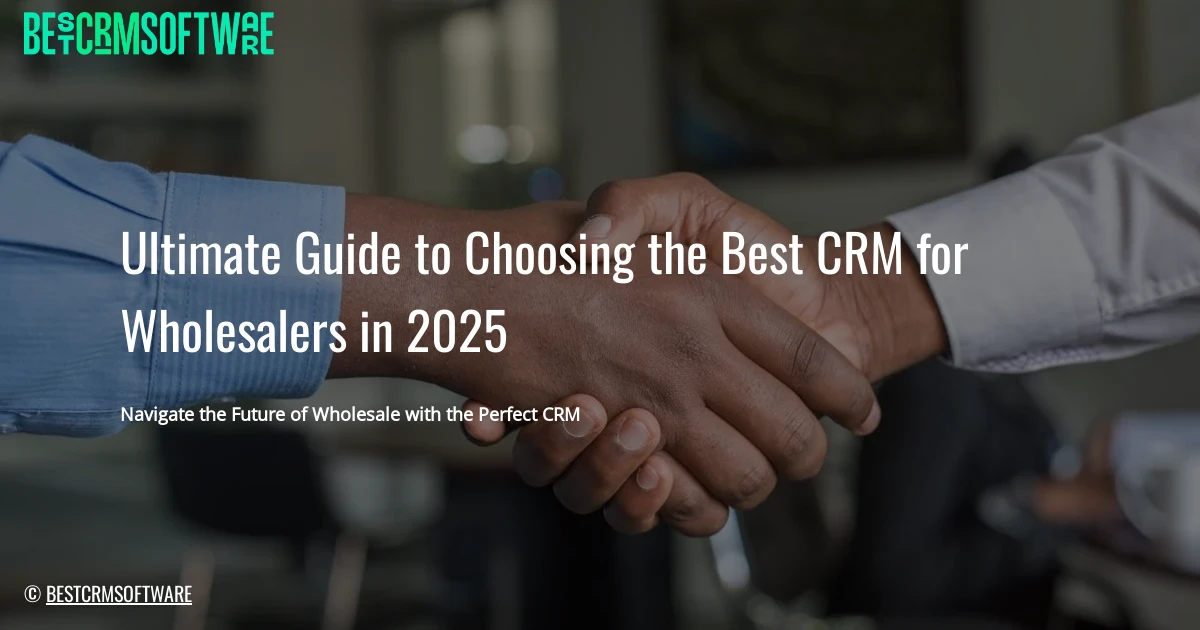 BESTCRMSOFTWARE
Ultimate Guide to Choosing the Best CRM for
Wholesalers in 2025
Navigate the Future of Wholesale with the Perfect CRM
© BESTCRMSOFTWARE